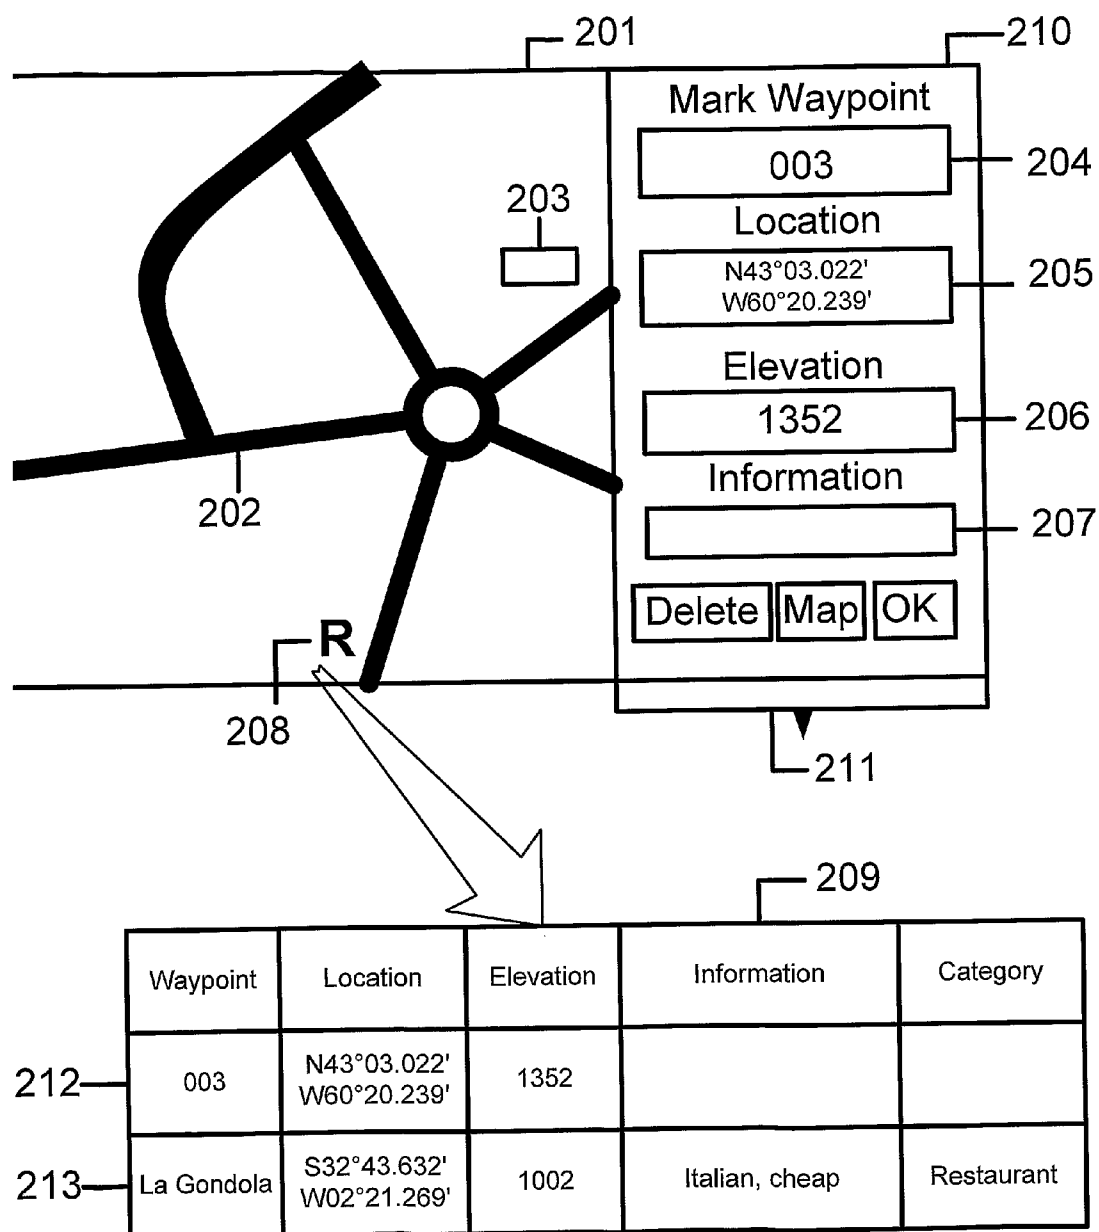 201
210
Mark Waypoint
003
204
203
Location
N43°03.022'
W60°20.239'
205
Elevation
1352
206
Information
207
202
Delete Map OK
R
208
211
209
Waypoint Location Elevation Information Category
212
003
N43°03.022'
W60°20.239'
1352
213
La Gondola
S32°43.632'
W02°21.269'
1002
Italian, cheap
Restaurant